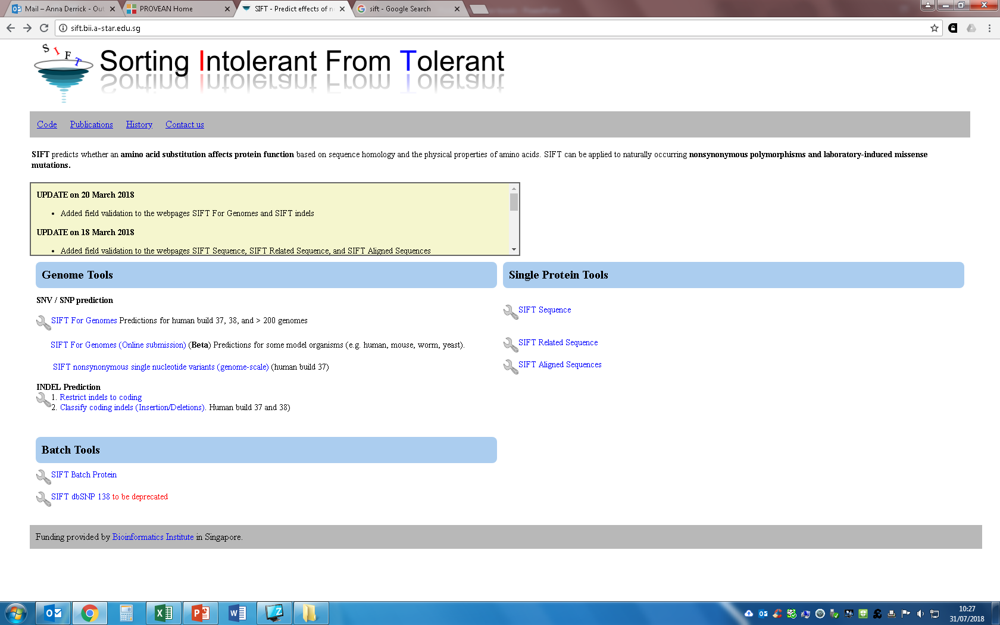 Mail – Anna Derrick - Out
PROVEAN Home
SIFT - Predict effects of n
sift - Google Search
sift.bii.a-star.edu.sg
S I F T
Sorting Intolerant From Tolerant
Code Publications History Contact us
SIFT predicts whether an amino acid substitution affects protein function based on sequence homology and the physical properties of amino acids. SIFT can be applied to naturally occurring nonsynonymous polymorphisms and laboratory-induced missense
mutations.
UPDATE on 20 March 2018
• Added field validation to the webpages SIFT For Genomes and SIFT indels
UPDATE on 18 March 2018
• Added field validation to the webpages SIFT Sequence, SIFT Related Sequence, and SIFT Aligned Sequences
Genome Tools
SNV / SNP prediction
SIFT For Genomes Predictions for human build 37, 38, and > 200 genomes
SIFT For Genomes (Online submission) (Beta) Predictions for some model organisms (e.g. human, mouse, worm, yeast).
SIFT nonsynonymous single nucleotide variants (genome-scale) (human build 37)
INDEL Prediction
1. Restrict indels to coding
2. Classify coding indels (Insertion/Deletions). Human build 37 and 38)
Single Protein Tools
SIFT Sequence
SIFT Related Sequence
SIFT Aligned Sequences
Batch Tools
SIFT Batch Protein
SIFT dbSNP 138 to be deprecated
Funding provided by Bioinformatics Institute in Singapore.
10:27
31/07/2018